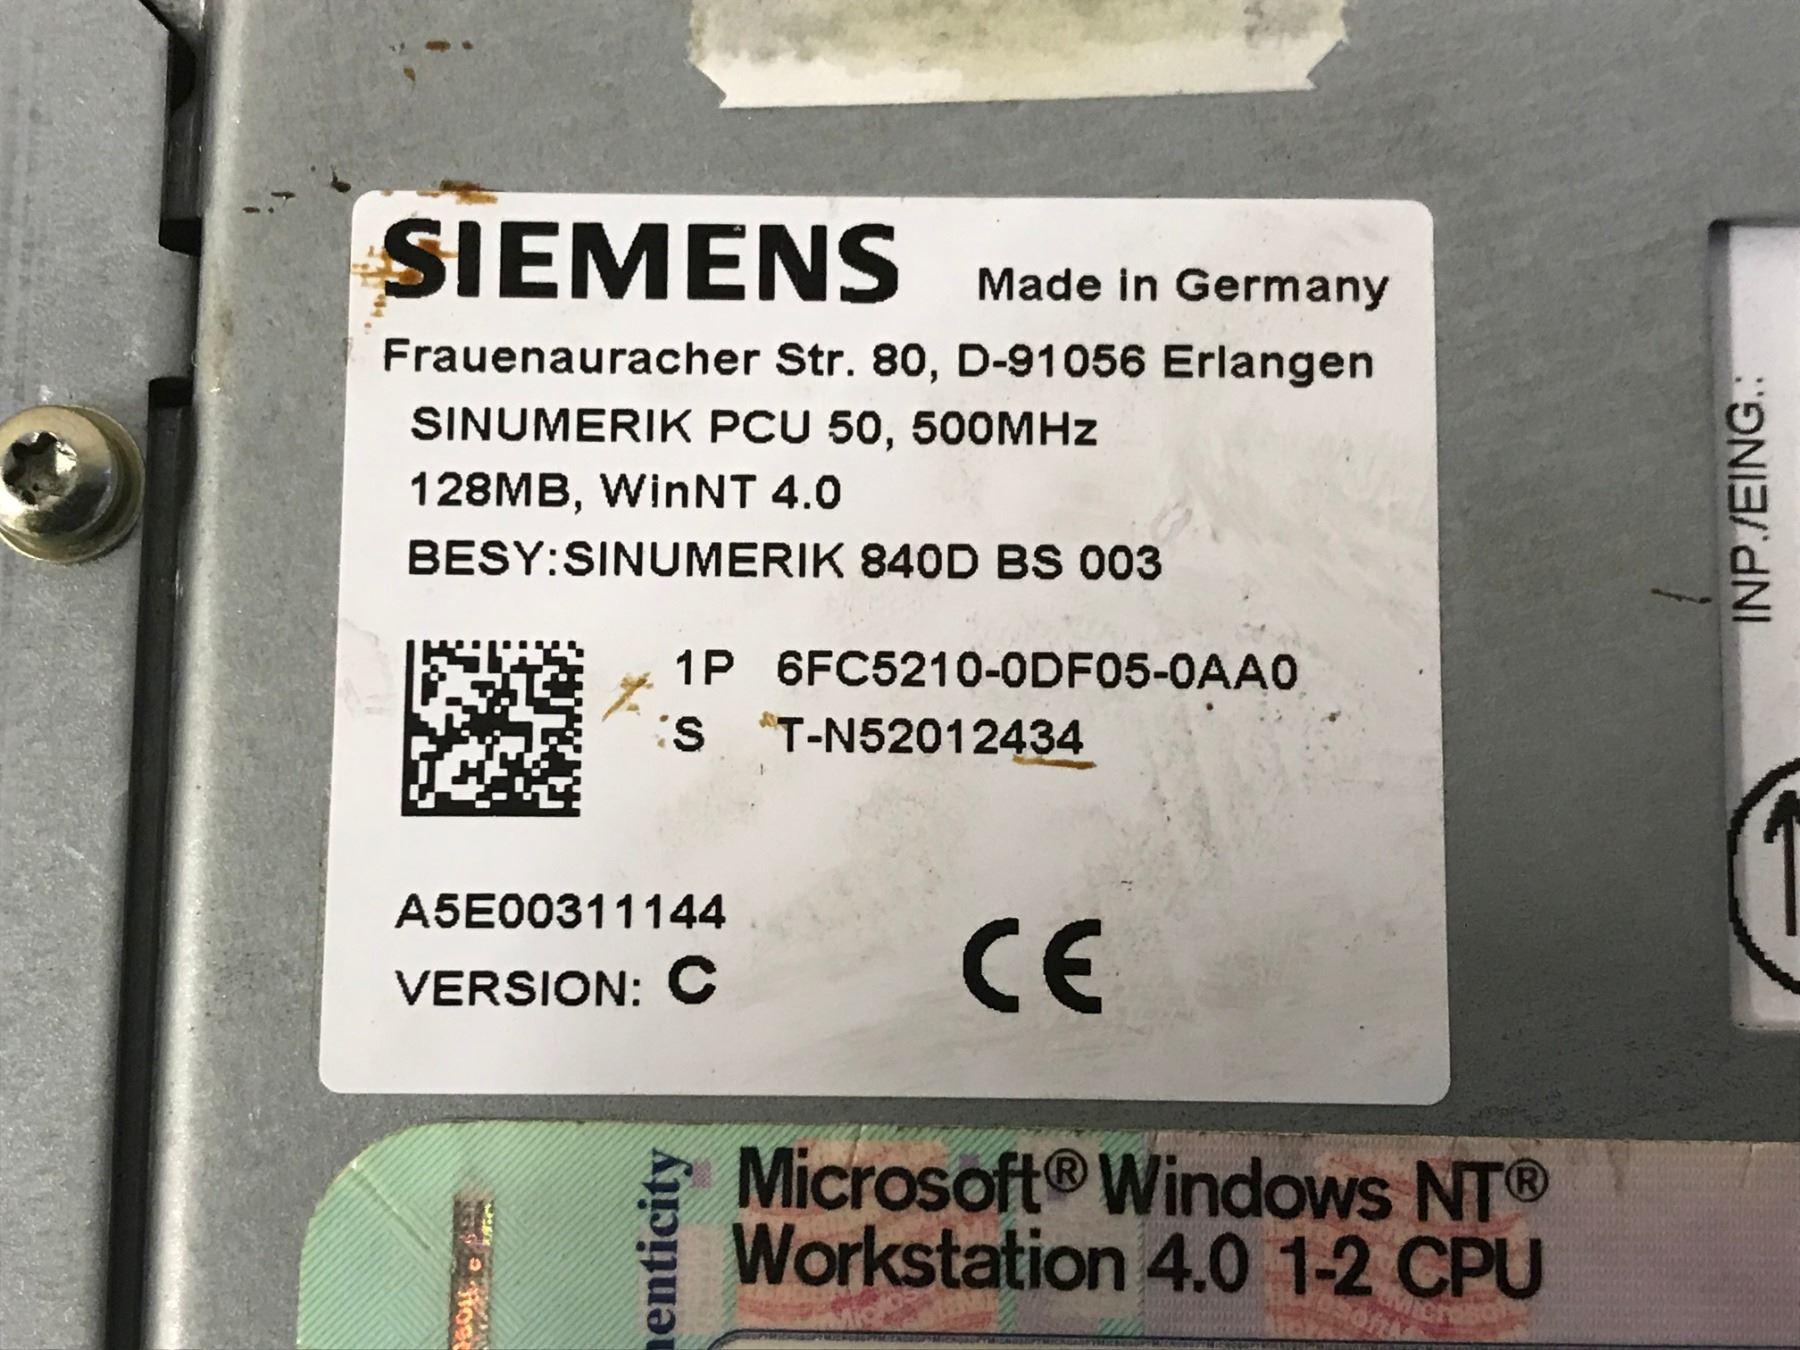 SIEMENS Made in Germany
Frauenauracher Str. 80, D-91056 Erlangen
SINUMERIK PCU 50, 500MHz
128MB, WinNT 4.0
BESY:SINUMERIK 840D BS 003
1P 6FC5210-0DF05-0AA0
S T-N52012434
A5E00311144
VERSION: C
CE
INP./EING.:
enticity
Microsoft® Windows NT®
Workstation 4.0 1-2 CPU